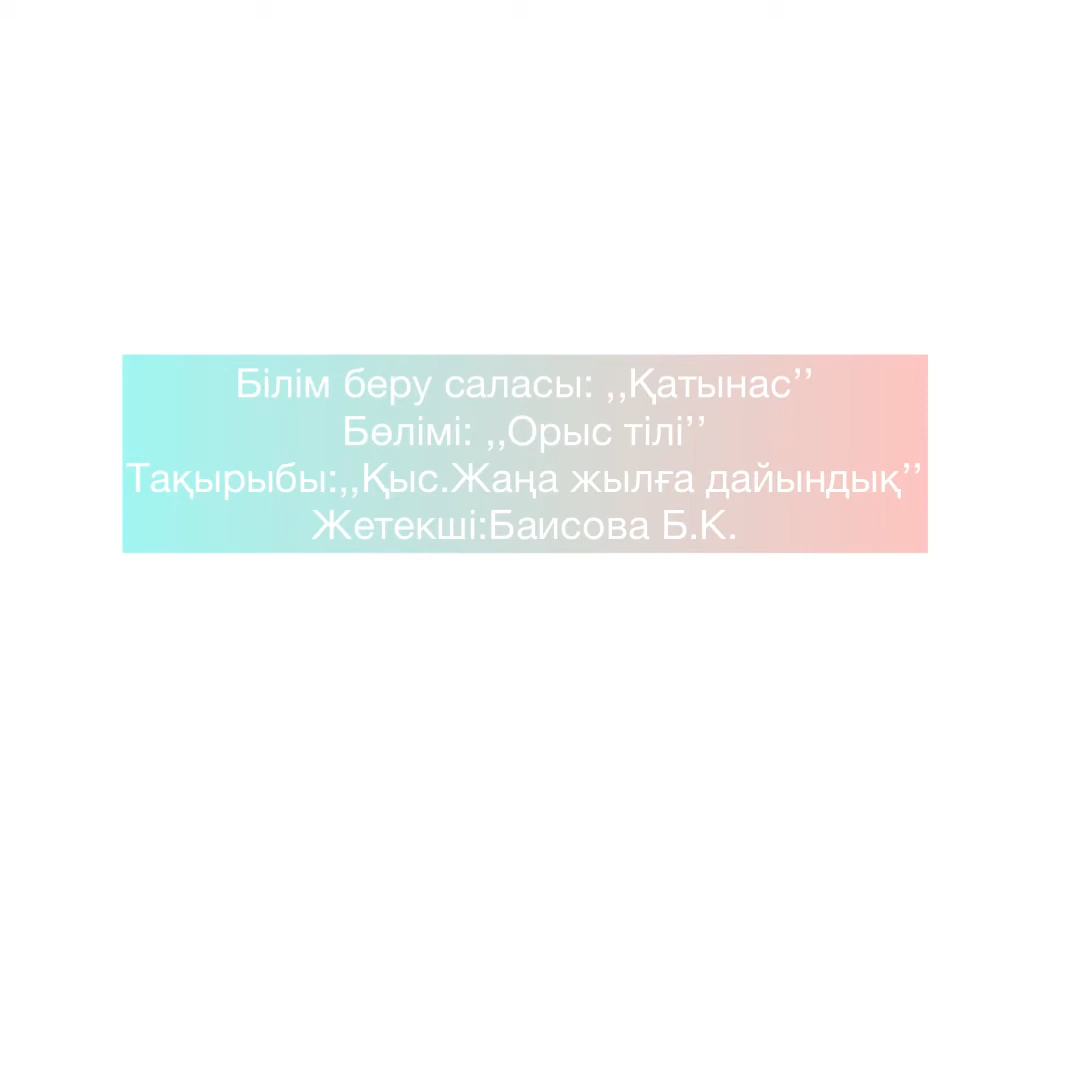 Білім беру саласы: ,,Қатынас’’
Бөлімі: ,,Орыс тілі’’
Тақырыбы:,,Қыс.Жаңа жылға дайындық’’
Жетекші:Баисова Б.К.